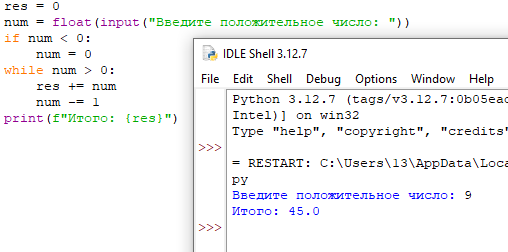 res = 0
num = float(input("Введите положительное число: "))
if num < 0:
    num = 0
while num > 0:
    res += num
    num -= 1
print(f"Итого: {res}")
IDLE Shell 3.12.7
File Edit Shell Debug Options Window Help
Python 3.12.7 (tags/v3.12.7:0b05ead
Intel)] on win32
Type "help", "copyright", "credits"
>>>
= RESTART: C:\Users\13\AppData\Loca
py
Введите положительное число: 9
Итого: 45.0
>>>